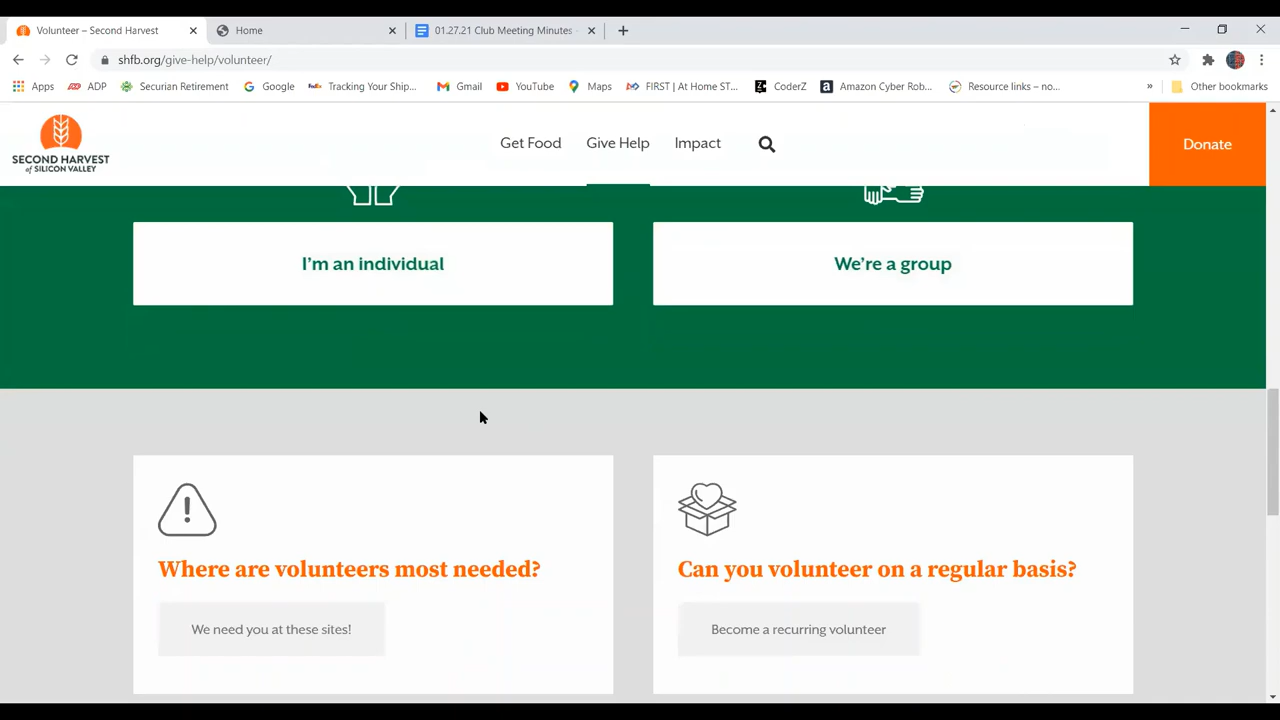 Volunteer – Second Harvest
Home
01.27.21 Club Meeting Minutes -
shfb.org/give-help/volunteer/
Apps ADP Securian Retirement Google Tracking Your Ship... Gmail YouTube Maps FIRST | At Home ST... CoderZ Amazon Cyber Rob... Resource links – no... » Other bookmarks
SECOND HARVEST
of SILICON VALLEY
Get Food Give Help Impact
Donate
I'm an individual
We're a group
Where are volunteers most needed?
We need you at these sites!
Can you volunteer on a regular basis?
Become a recurring volunteer